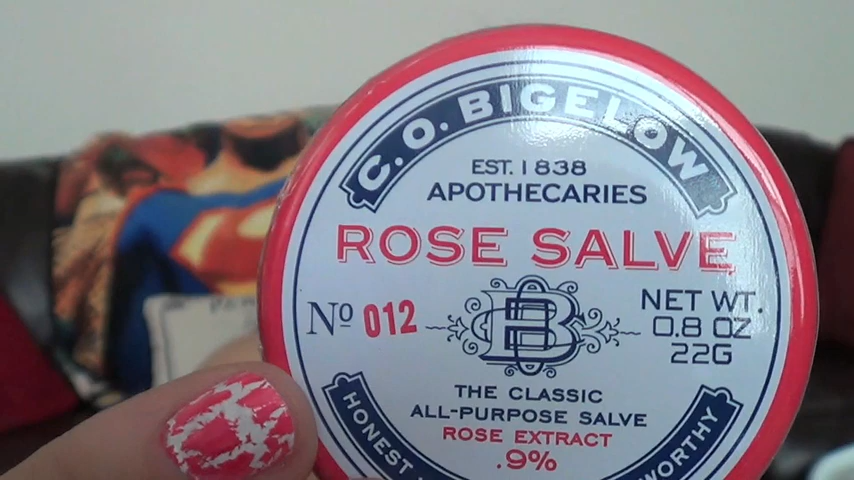 C.O. BIGELOW
EST. 1838
APOTHECARIES
ROSE SALVE
Nº 012
NET WT.
0.8 OZ
22G
THE CLASSIC
ALL-PURPOSE SALVE
ROSE EXTRACT
.9%
HONEST